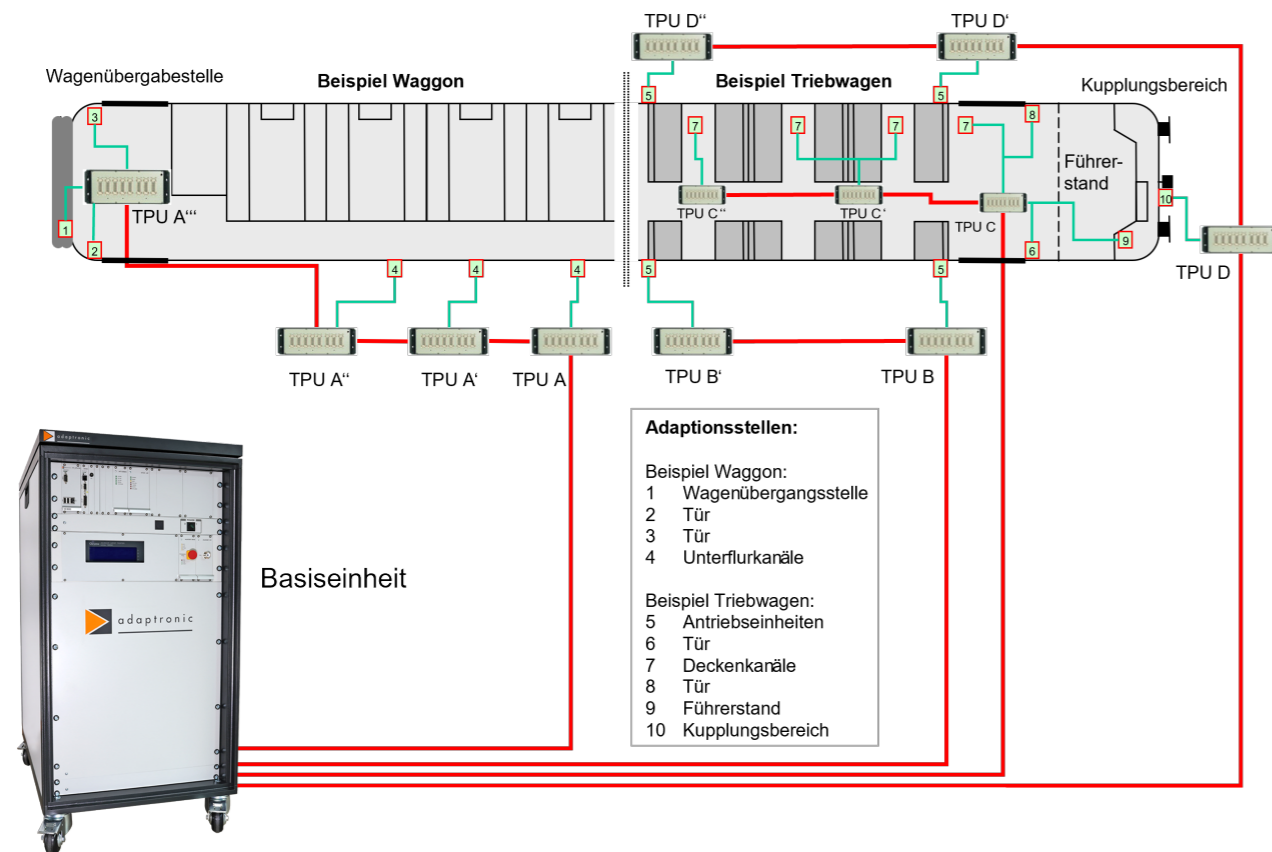 TPU D“
TPU D‘
Wagenübergabestelle
Beispiel Waggon
Beispiel Triebwagen
Kupplungsbereich
3
5
5
7
7
7
7
8
Führer-
stand
TPU A“‘
TPU C“
TPU C‘
TPU C
10
1
2
6
9
TPU D
4
4
4
5
5
TPU A“
TPU A‘
TPU A
TPU B‘
TPU B
Adaptionsstellen:
Beispiel Waggon:
1 Wagenübergangsstelle
2 Tür
3 Tür
4 Unterflurkanäle
Beispiel Triebwagen:
5 Antriebseinheiten
6 Tür
7 Deckenkanäle
8 Tür
9 Führerstand
10 Kupplungsbereich
adaptronic
Basiseinheit
adaptronic